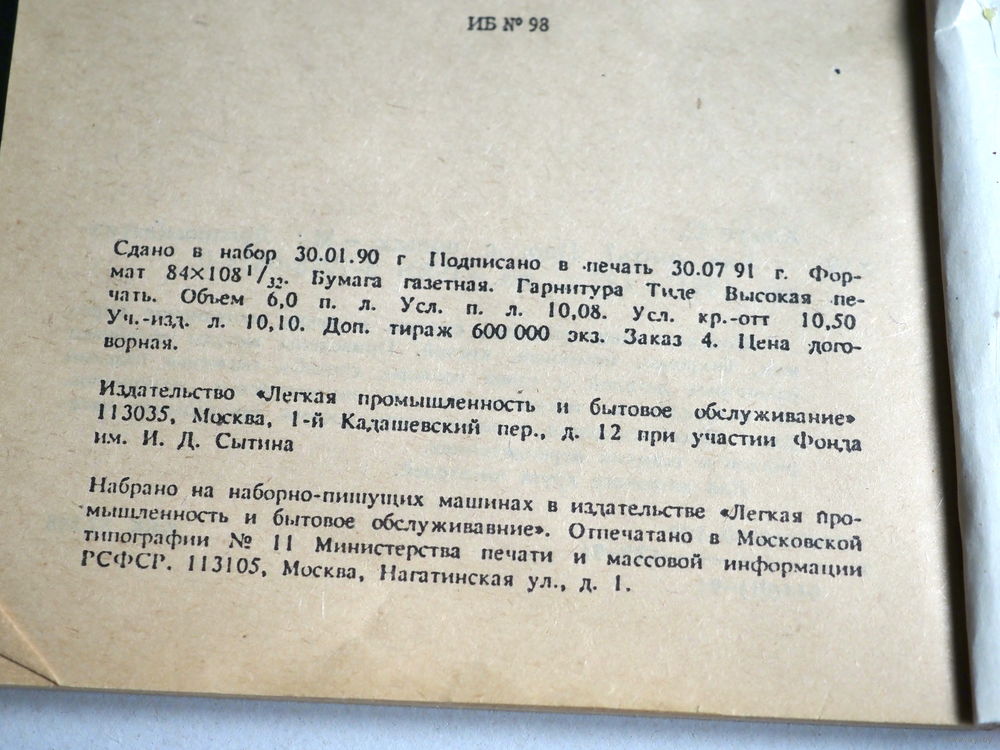 ИБ № 98
Сдано в набор 30.01.90 г Подписано в печать 30.07 91 г. Фор-
мат 84×108 1/32. Бумага газетная. Гарнитура Тиде Высокая пе-
чать. Объем 6,0 п. л. Усл. п. л. 10,08. Усл. кр.-отт 10,50
Уч.-изд. л. 10,10. Доп. тираж 600 000 экз. Заказ 4. Цена дого-
ворная.
Издательство «Легкая промышленность и бытовое обслуживание»
113035, Москва, 1-й Кадашевский пер., д. 12 при участии Фонда
им. И. Д. Сытина
Набрано на наборно-пишущих машинах в издательстве «Легкая про-
мышленность и бытовое обслуживавние». Отпечатано в Московской
типографии № 11 Министерства печати и массовой информации
РСФСР. 113105, Москва, Нагатинская ул., д. 1.